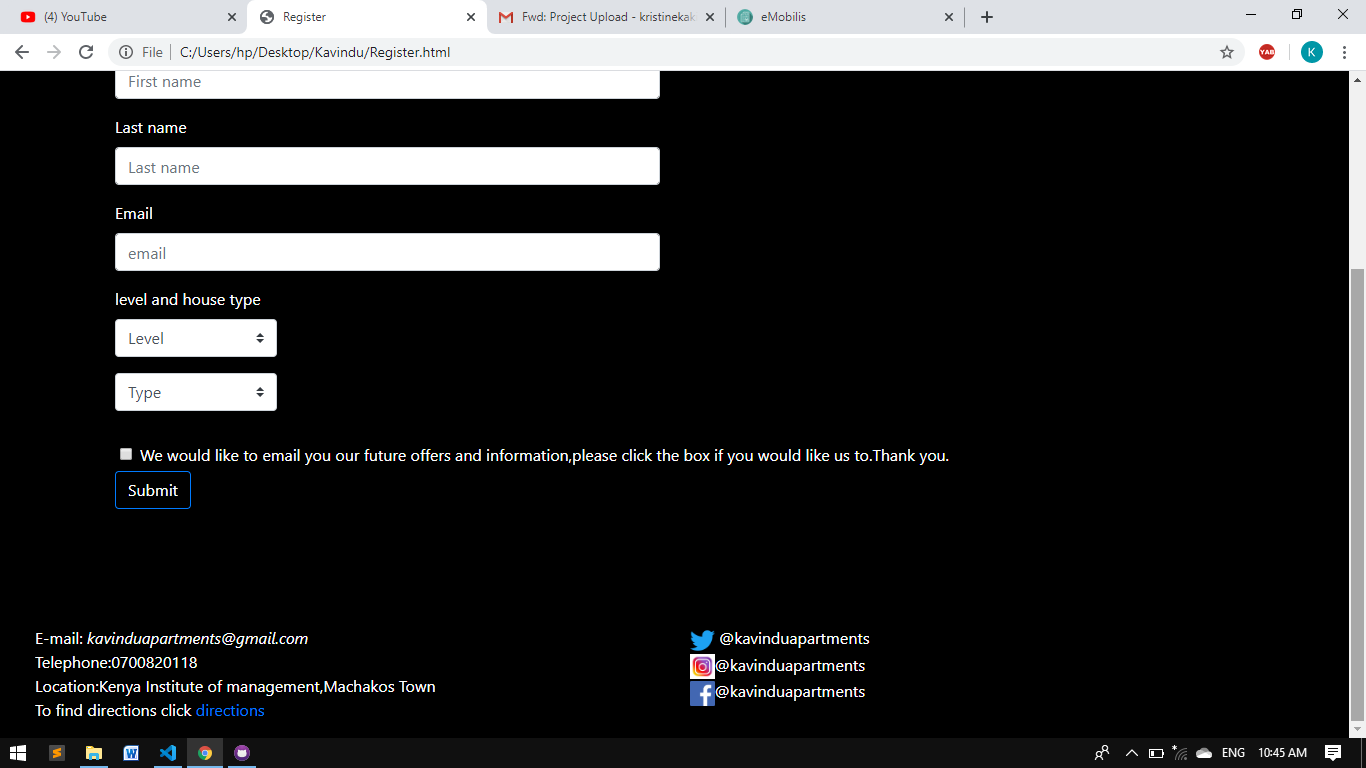 (4) YouTube
Register
Fwd: Project Upload - kristinekak
eMobilis
File
C:/Users/hp/Desktop/Kavindu/Register.html
YAB
K
First name
Last name
Last name
Email
email
level and house type
Level
Type
We would like to email you our future offers and information,please click the box if you would like us to.Thank you.
Submit
E-mail: kavinduapartments@gmail.com
Telephone:0700820118
Location:Kenya Institute of management,Machakos Town
To find directions click directions
@kavinduapartments
@kavinduapartments
@kavinduapartments
ENG
10:45 AM